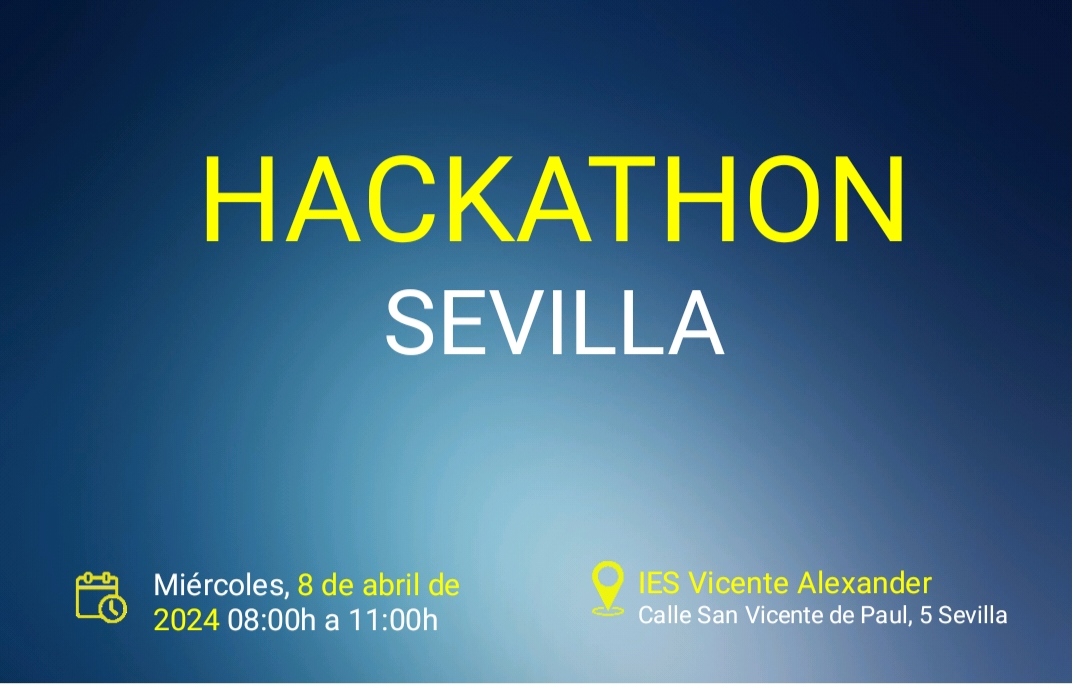 HACKATHON
SEVILLA
Miércoles, 8 de abril de
2024 08:00h a 11:00h
IES Vicente Alexander
Calle San Vicente de Paul, 5 Sevilla